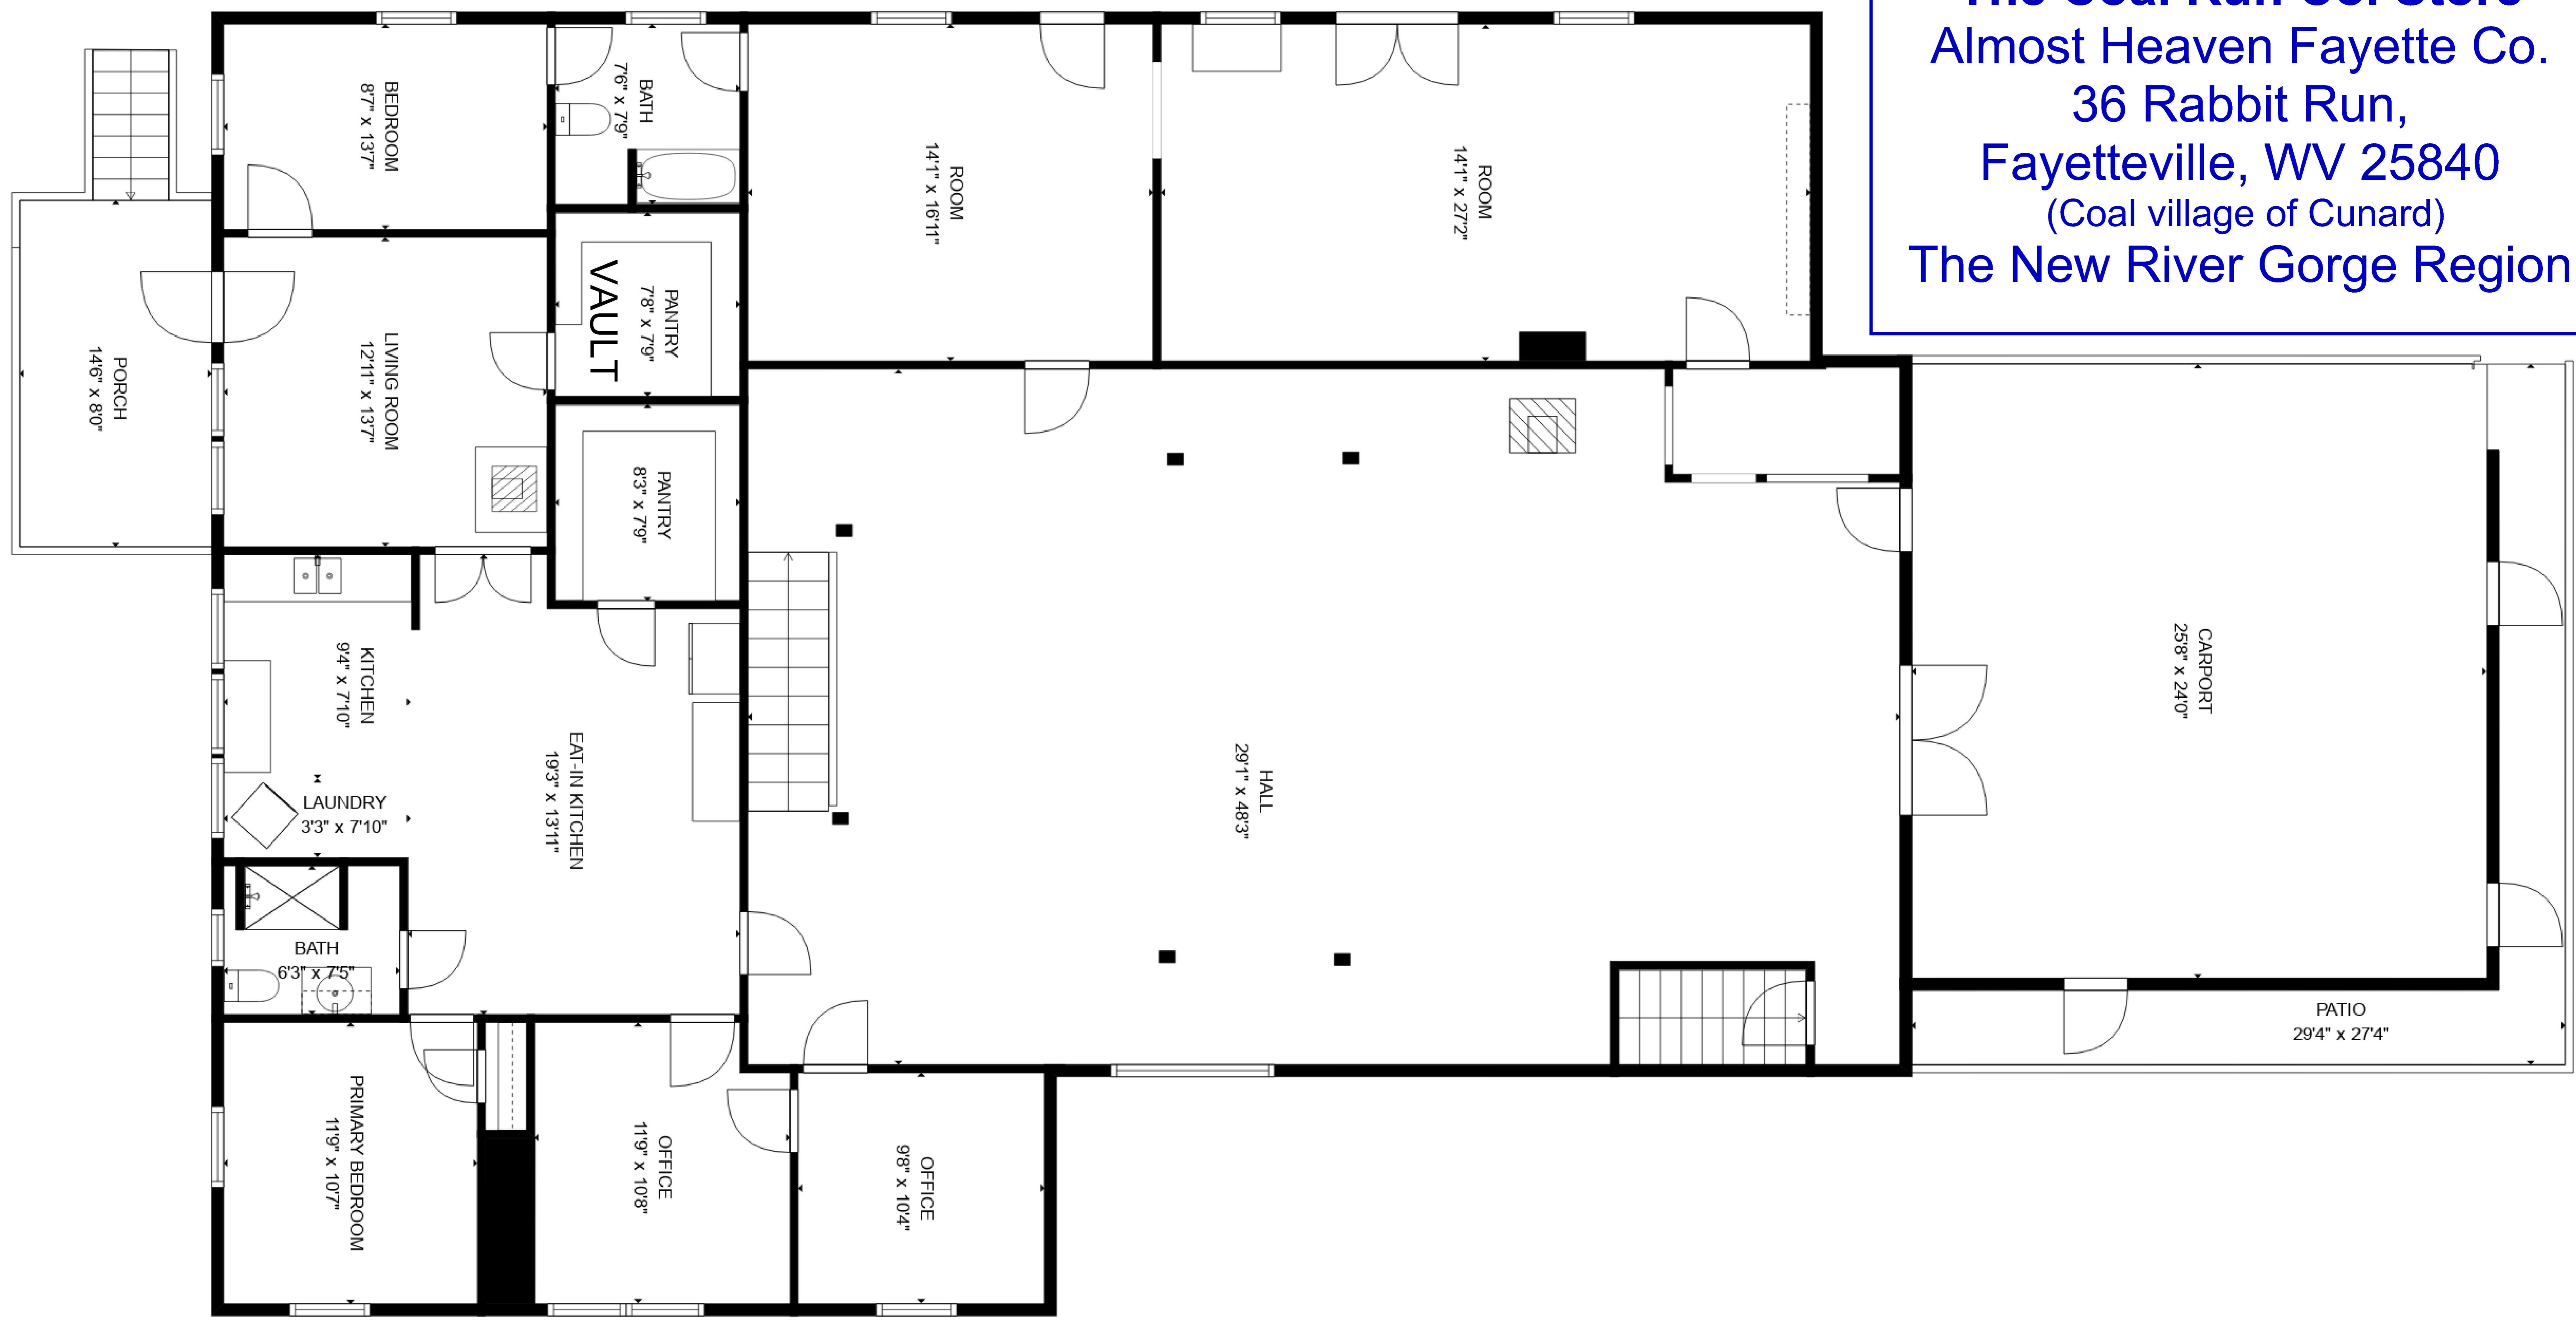 The Coal Run Co. Store
Almost Heaven Fayette Co.
36 Rabbit Run,
Fayetteville, WV 25840
(Coal village of Cunard)
The New River Gorge Region
BEDROOM
8'7" x 13'7"
BATH
7'6" x 7'9"
ROOM
14'1" x 16'11"
ROOM
14'1" x 27'2"
PORCH
14'6" x 8'0"
LIVING ROOM
12'11" x 13'7"
PANTRY
7'8" x 7'9"
VAULT
PANTRY
8'3" x 7'9"
KITCHEN
9'4" x 7'10"
LAUNDRY
3'3" x 7'10"
EAT-IN KITCHEN
19'3" x 13'11"
HALL
29'1" x 48'3"
CARPORT
25'8" x 24'0"
BATH
6'3" x 7'5"
PATIO
29'4" x 27'4"
PRIMARY BEDROOM
11'9" x 10'7"
OFFICE
11'9" x 10'8"
OFFICE
9'8" x 10'4"